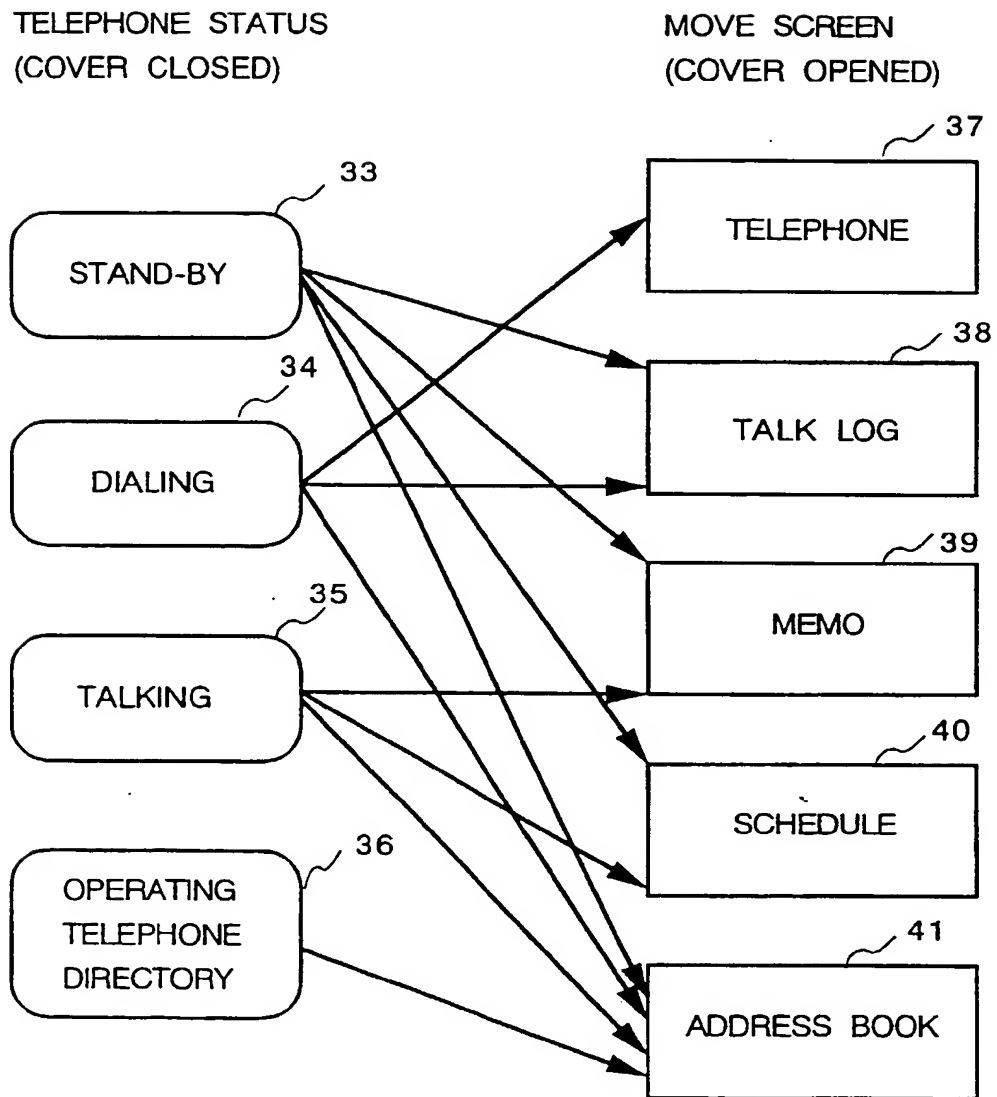 TELEPHONE STATUS
(COVER CLOSED)
MOVE SCREEN
(COVER OPENED)
33
STAND-BY
34
DIALING
35
TALKING
36
OPERATING
TELEPHONE
DIRECTORY
37
TELEPHONE
38
TALK LOG
39
MEMO
40
SCHEDULE
41
ADDRESS BOOK